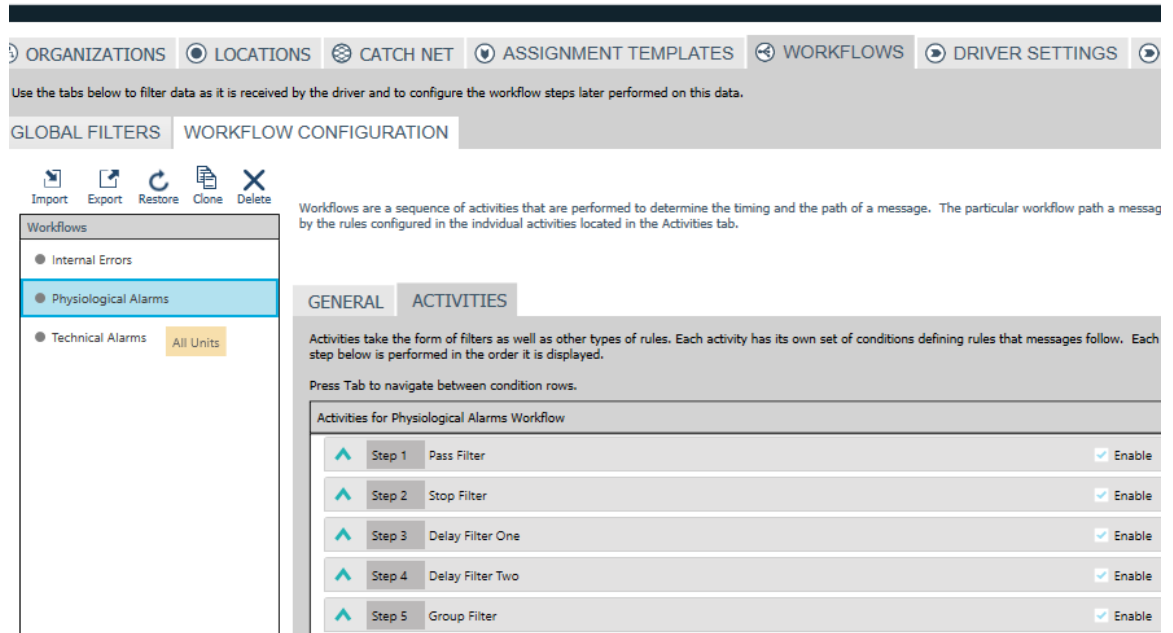 ORGANIZATIONS LOCATIONS CATCH NET ASSIGNMENT TEMPLATES WORKFLOWS DRIVER SETTINGS
Use the tabs below to filter data as it is received by the driver and to configure the workflow steps later performed on this data.
GLOBAL FILTERS WORKFLOW CONFIGURATION
Import Export Restore Clone Delete
Workflows are a sequence of activities that are performed to determine the timing and the path of a message. The particular workflow path a messag
by the rules configured in the indvidual activities located in the Activities tab.
Workflows
Internal Errors
Physiological Alarms
Technical Alarms All Units
GENERAL ACTIVITIES
Activities take the form of filters as well as other types of rules. Each activity has its own set of conditions defining rules that messages follow. Each
step below is performed in the order it is displayed.
Press Tab to navigate between condition rows.
Activities for Physiological Alarms Workflow
Step 1 Pass Filter Enable
Step 2 Stop Filter Enable
Step 3 Delay Filter One Enable
Step 4 Delay Filter Two Enable
Step 5 Group Filter Enable